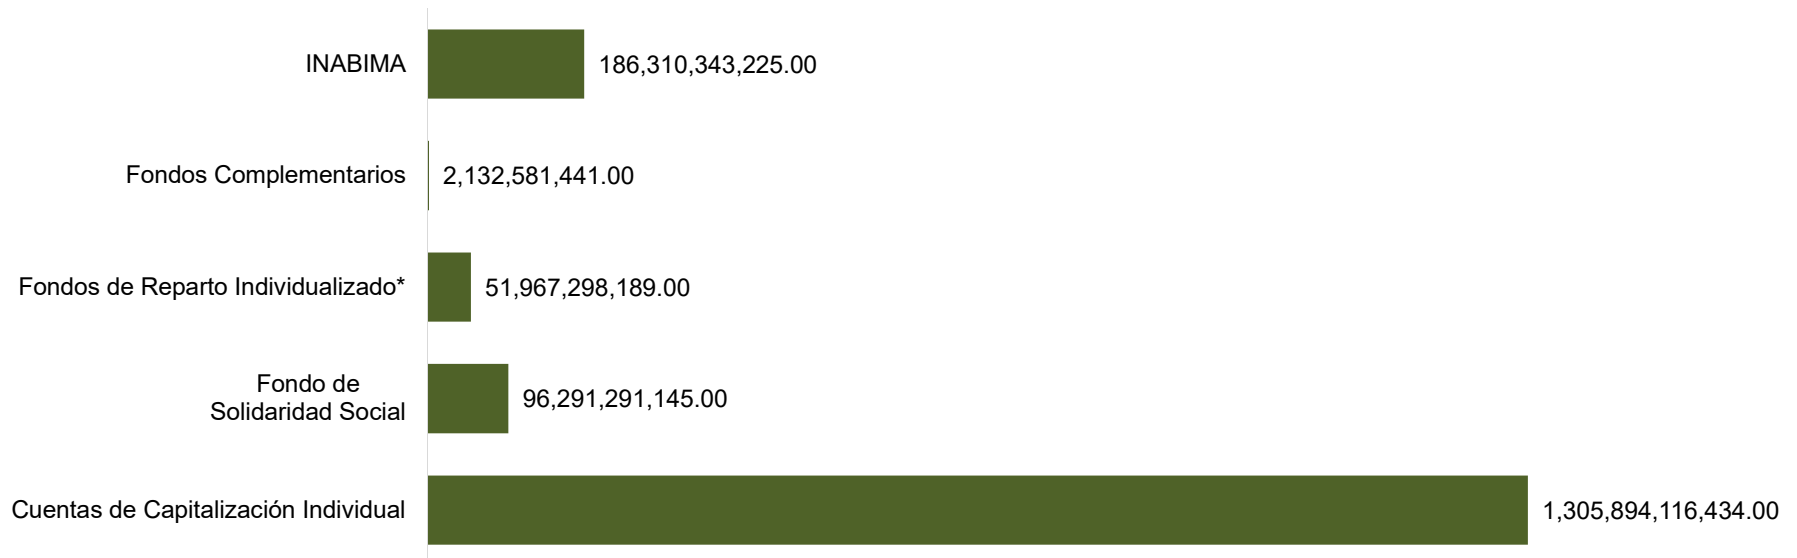 INABIMA
186,310,343,225.00
Fondos Complementarios
2,132,581,441.00
Fondos de Reparto Individualizado*
51,967,298,189.00
Fondo de
Solidaridad Social
96,291,291,145.00
Cuentas de Capitalización Individual
1,305,894,116,434.00